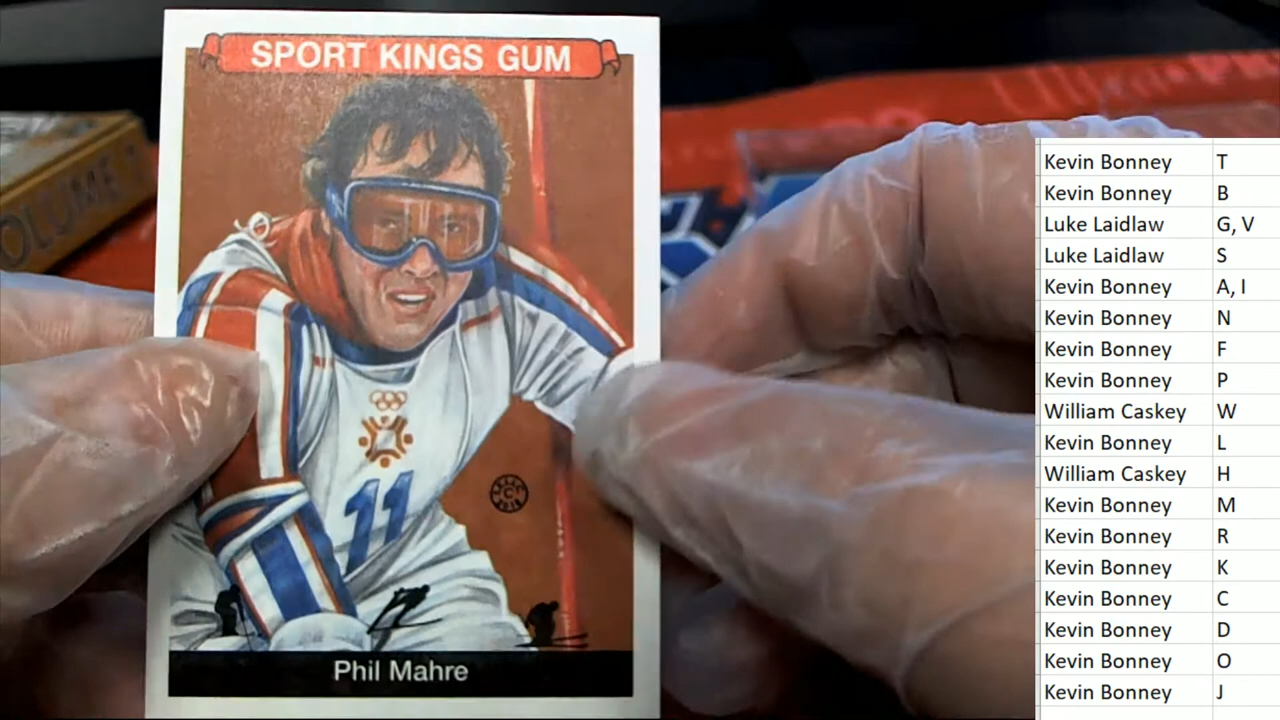 SPORT KINGS GUM
11
Phil Mahre
Kevin Bonney T
Kevin Bonney B
Luke Laidlaw G, V
Luke Laidlaw S
Kevin Bonney A, I
Kevin Bonney N
Kevin Bonney F
Kevin Bonney P
William Caskey W
Kevin Bonney L
William Caskey H
Kevin Bonney M
Kevin Bonney R
Kevin Bonney K
Kevin Bonney C
Kevin Bonney D
Kevin Bonney O
Kevin Bonney J